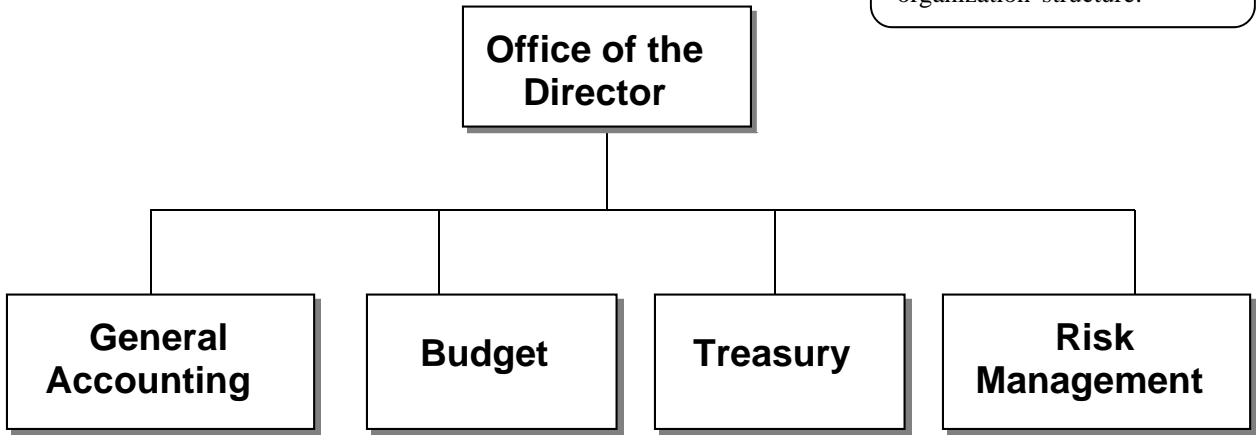 organization structure.
Office of the
Director
General
Accounting
Budget
Treasury
Risk
Management